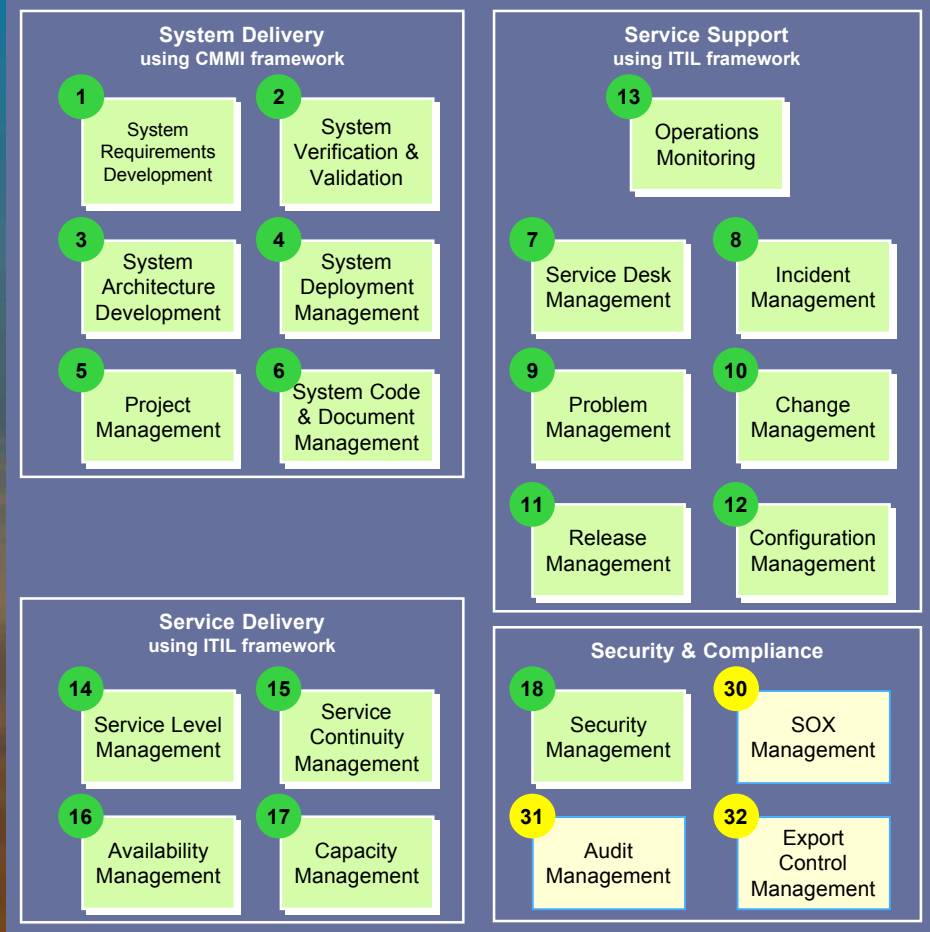 System Delivery
using CMMI framework
1
System
Requirements
Development
2
System
Verification &
Validation
3
System
Architecture
Development
4
System
Deployment
Management
5
Project
Management
6
System Code
& Document
Management
Service Support
using ITIL framework
13
Operations
Monitoring
7
Service Desk
Management
8
Incident
Management
9
Problem
Management
10
Change
Management
11
Release
Management
12
Configuration
Management
Service Delivery
using ITIL framework
14
Service Level
Management
15
Service
Continuity
Management
16
Availability
Management
17
Capacity
Management
Security & Compliance
18
Security
Management
30
SOX
Management
31
Audit
Management
32
Export
Control
Management